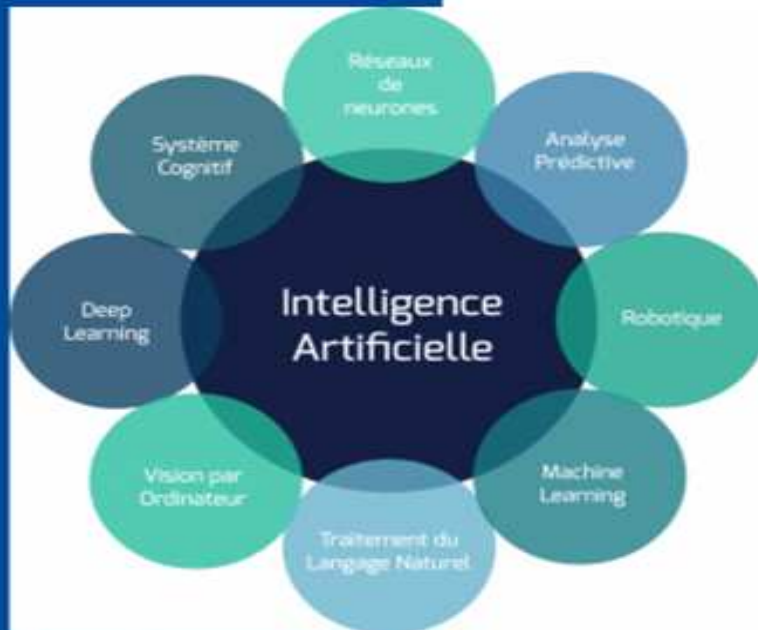 Réseaux
de
neurones
Analyse
Prédictive
Robotique
Machine
Learning
Traitement du
Langage Naturel
Vision par
Ordinateur
Deep
Learning
Système
Cognitif
Intelligence
Artificielle